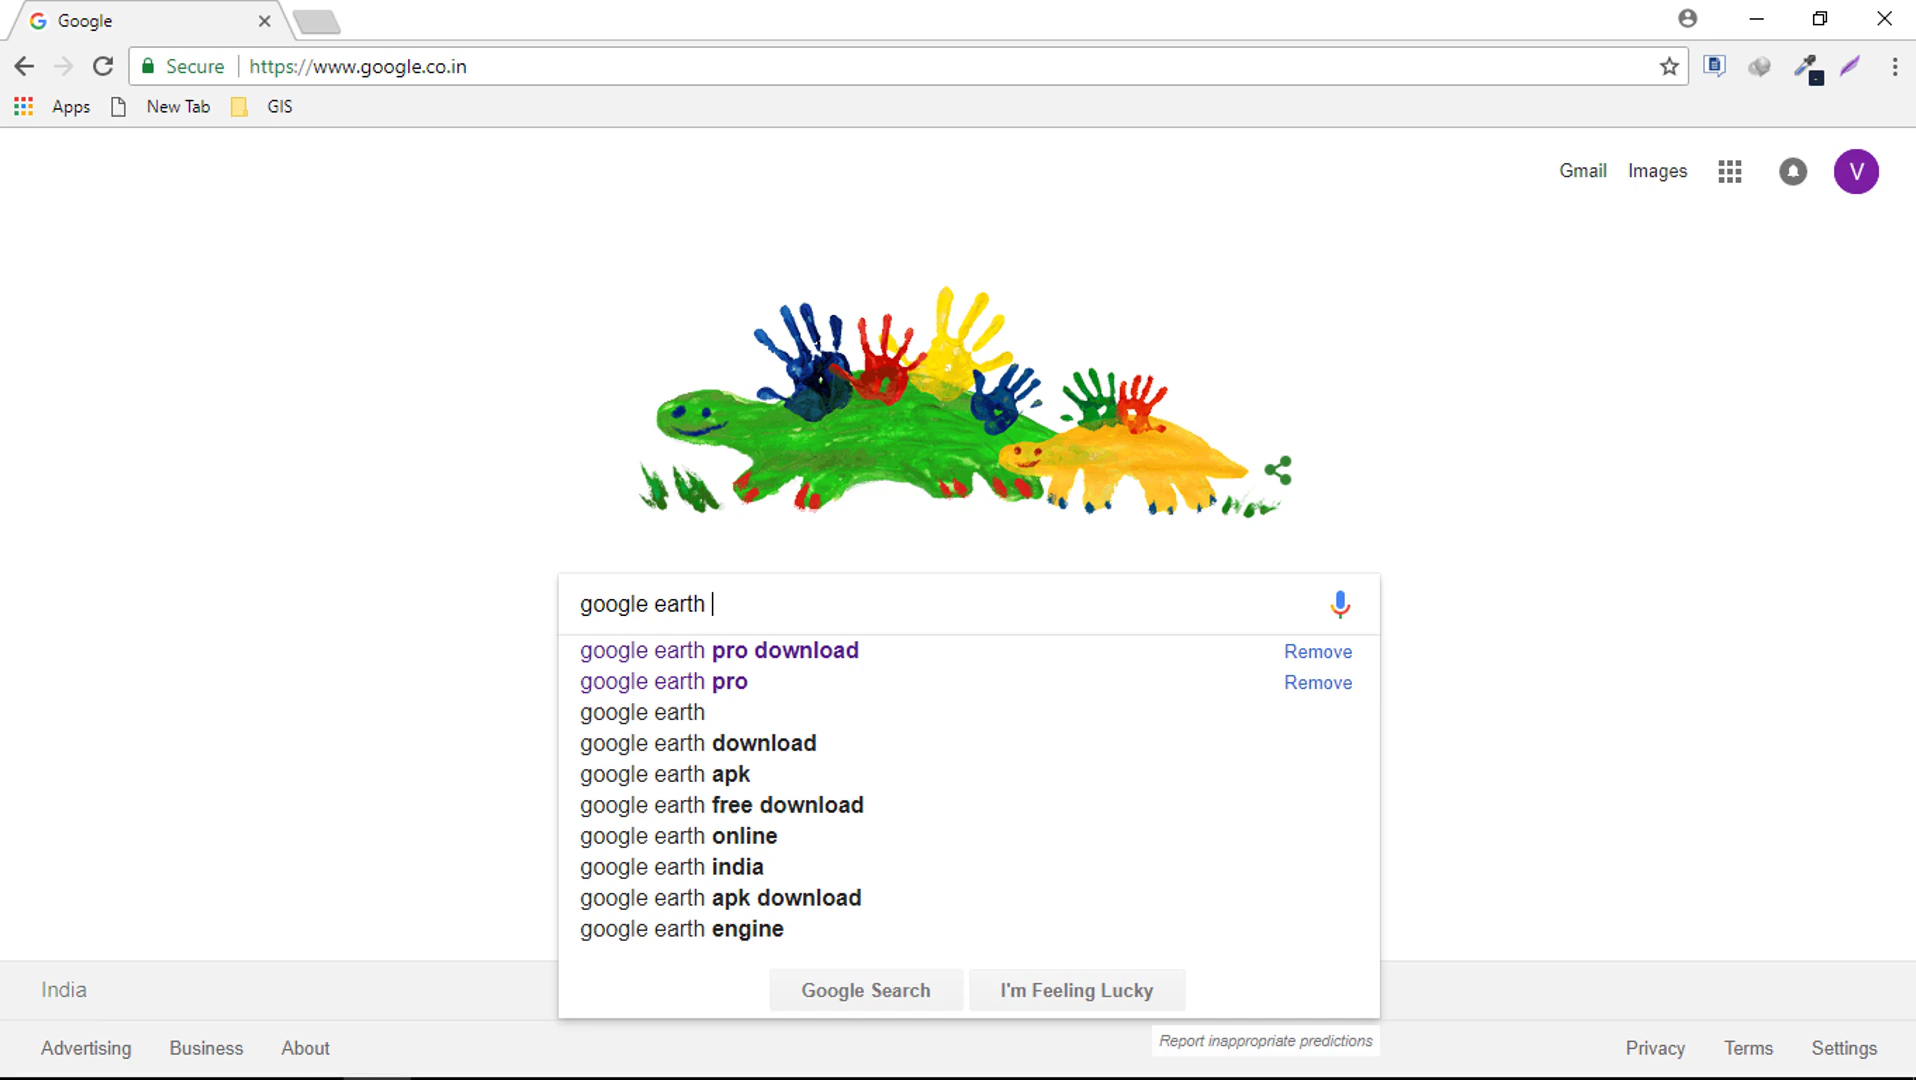 Google
Secure https://www.google.co.in
Apps New Tab GIS
Gmail Images V
google earth
google earth pro download Remove
google earth pro Remove
google earth
google earth download
google earth apk
google earth free download
google earth online
google earth india
google earth apk download
google earth engine
Google Search I'm Feeling Lucky
India
Report inappropriate predictions
Advertising Business About Privacy Terms Settings